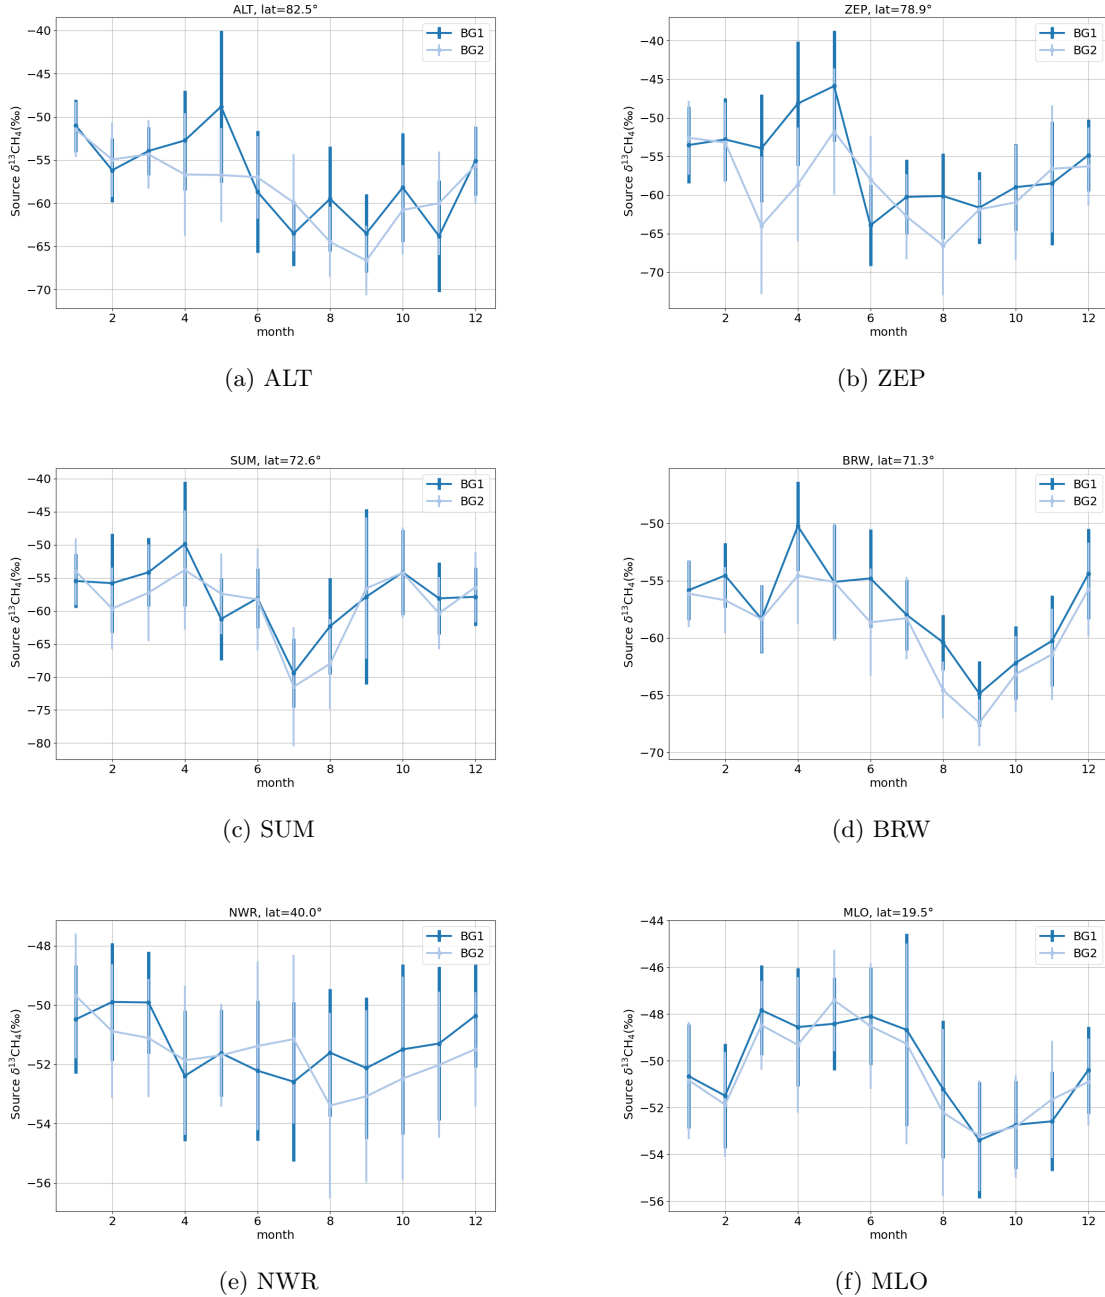 ALT, lat=82.5°
BG1
BG2
Source δ¹³CH₄(‰)
−40
−45
−50
−55
−60
−65
−70
2 4 6 8 10 12
month
(a) ALT
ZEP, lat=78.9°
BG1
BG2
Source δ¹³CH₄(‰)
−40
−45
−50
−55
−60
−65
−70
2 4 6 8 10 12
month
(b) ZEP
SUM, lat=72.6°
BG1
BG2
Source δ¹³CH₄(‰)
−40
−45
−50
−55
−60
−65
−70
−75
−80
2 4 6 8 10 12
month
(c) SUM
BRW, lat=71.3°
BG1
BG2
Source δ¹³CH₄(‰)
−50
−55
−60
−65
−70
2 4 6 8 10 12
month
(d) BRW
NWR, lat=40.0°
BG1
BG2
Source δ¹³CH₄(‰)
−48
−50
−52
−54
−56
2 4 6 8 10 12
month
(e) NWR
MLO, lat=19.5°
BG1
BG2
Source δ¹³CH₄(‰)
−44
−46
−48
−50
−52
−54
−56
2 4 6 8 10 12
month
(f) MLO